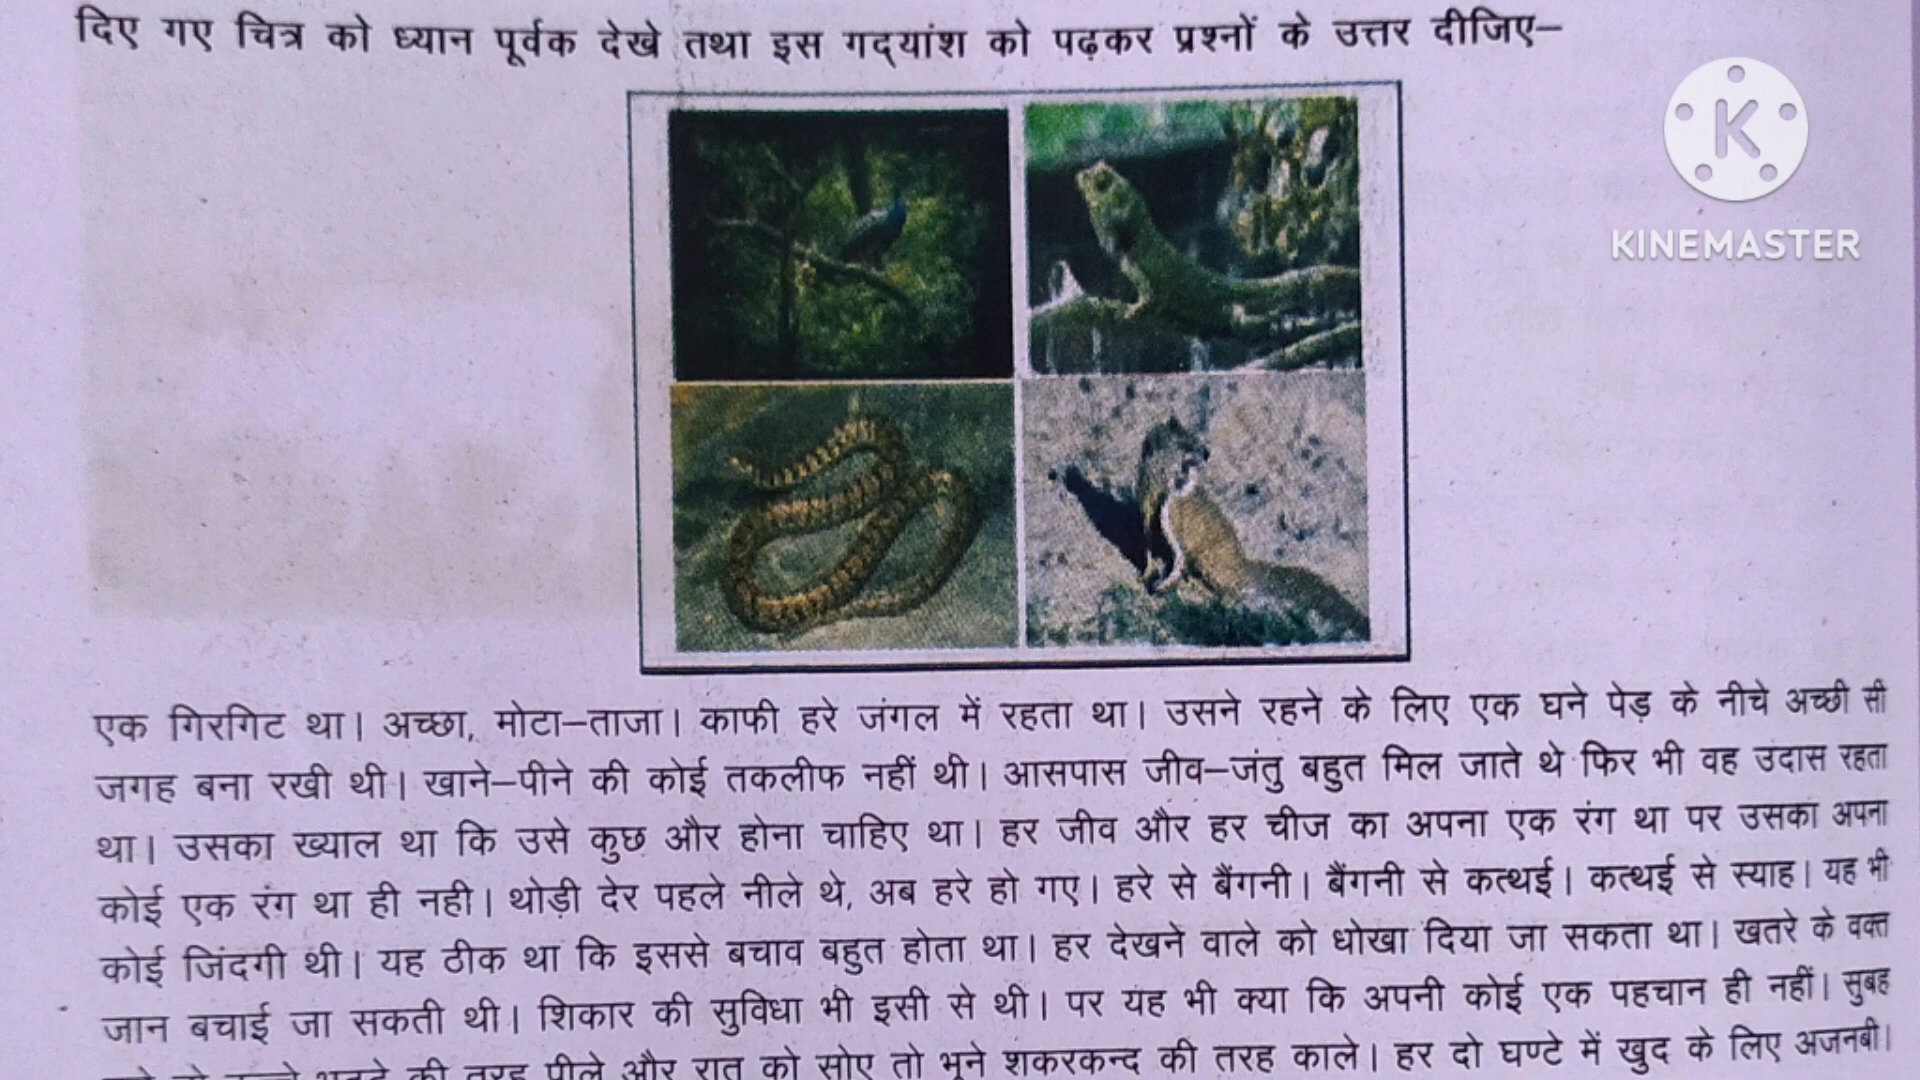 दिए गए चित्र को ध्यान पूर्वक देखे तथा इस गद्यांश को पढ़कर प्रश्नों के उत्तर दीजिए–
K
KINEMASTER
एक गिरगिट था। अच्छा, मोटा–ताजा। काफी हरे जंगल में रहता था। उसने रहने के लिए एक घने पेड़ के नीचे अच्छी सी
जगह बना रखी थी। खाने–पीने की कोई तकलीफ नहीं थी। आसपास जीव–जंतु बहुत मिल जाते थे फिर भी वह उदास रहता
था। उसका ख्याल था कि उसे कुछ और होना चाहिए था। हर जीव और हर चीज का अपना एक रंग था पर उसका अपना
कोई एक रंग था ही नही। थोड़ी देर पहले नीले थे, अब हरे हो गए। हरे से बैंगनी। बैंगनी से कत्थई। कत्थई से स्याह। यह भी
कोई जिंदगी थी। यह ठीक था कि इससे बचाव बहुत होता था। हर देखने वाले को धोखा दिया जा सकता था। खतरे के वक्त
जान बचाई जा सकती थी। शिकार की सुविधा भी इसी से थी। पर यह भी क्या कि अपनी कोई एक पहचान ही नहीं। सुबह
की तरह पीले और रात को सोए तो भूने शकरकन्द की तरह काले। हर दो घण्टे में खुद के लिए अजनबी।